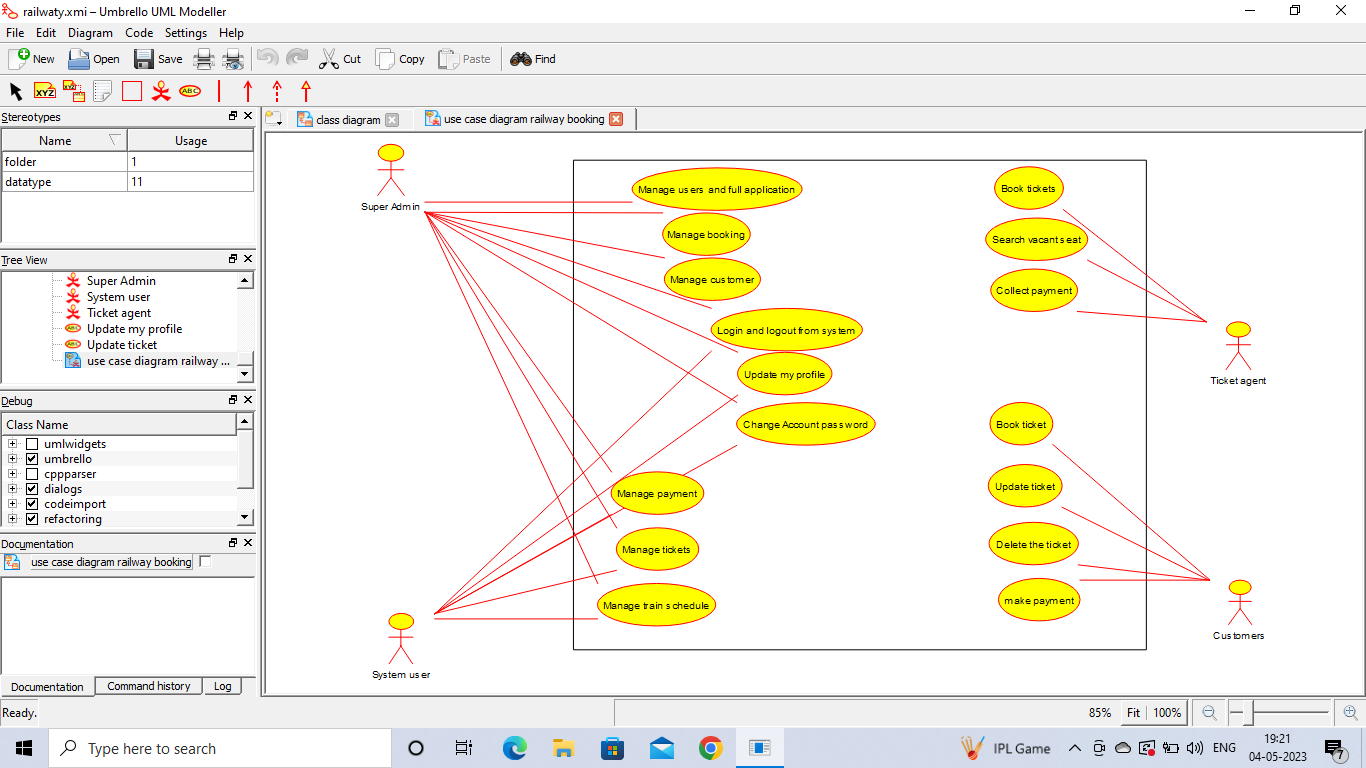 railwaty.xmi – Umbrello UML Modeller
File Edit Diagram Code Settings Help
New Open Save Cut Copy Paste Find
XYZ XYZ ABC
Stereotypes
Name Usage
folder 1
datatype 11
Tree View
Super Admin
System user
Ticket agent
Update my profile
Update ticket
use case diagram railway ...
Debug
Class Name
umlwidgets
umbrello
cppparser
dialogs
codeimport
refactoring
Documentation
use case diagram railway booking
Documentation Command history Log
class diagram use case diagram railway booking
Super Admin
Manage users and full application
Manage booking
Manage customer
Login and logout from system
Update my profile
Change Account password
Manage payment
Manage tickets
Manage train schedule
System user
Book tickets
Search vacant seat
Collect payment
Ticket agent
Book ticket
Update ticket
Delete the ticket
make payment
Customers
Ready. 85% Fit 100%
Type here to search IPL Game ENG 19:21
04-05-2023 7